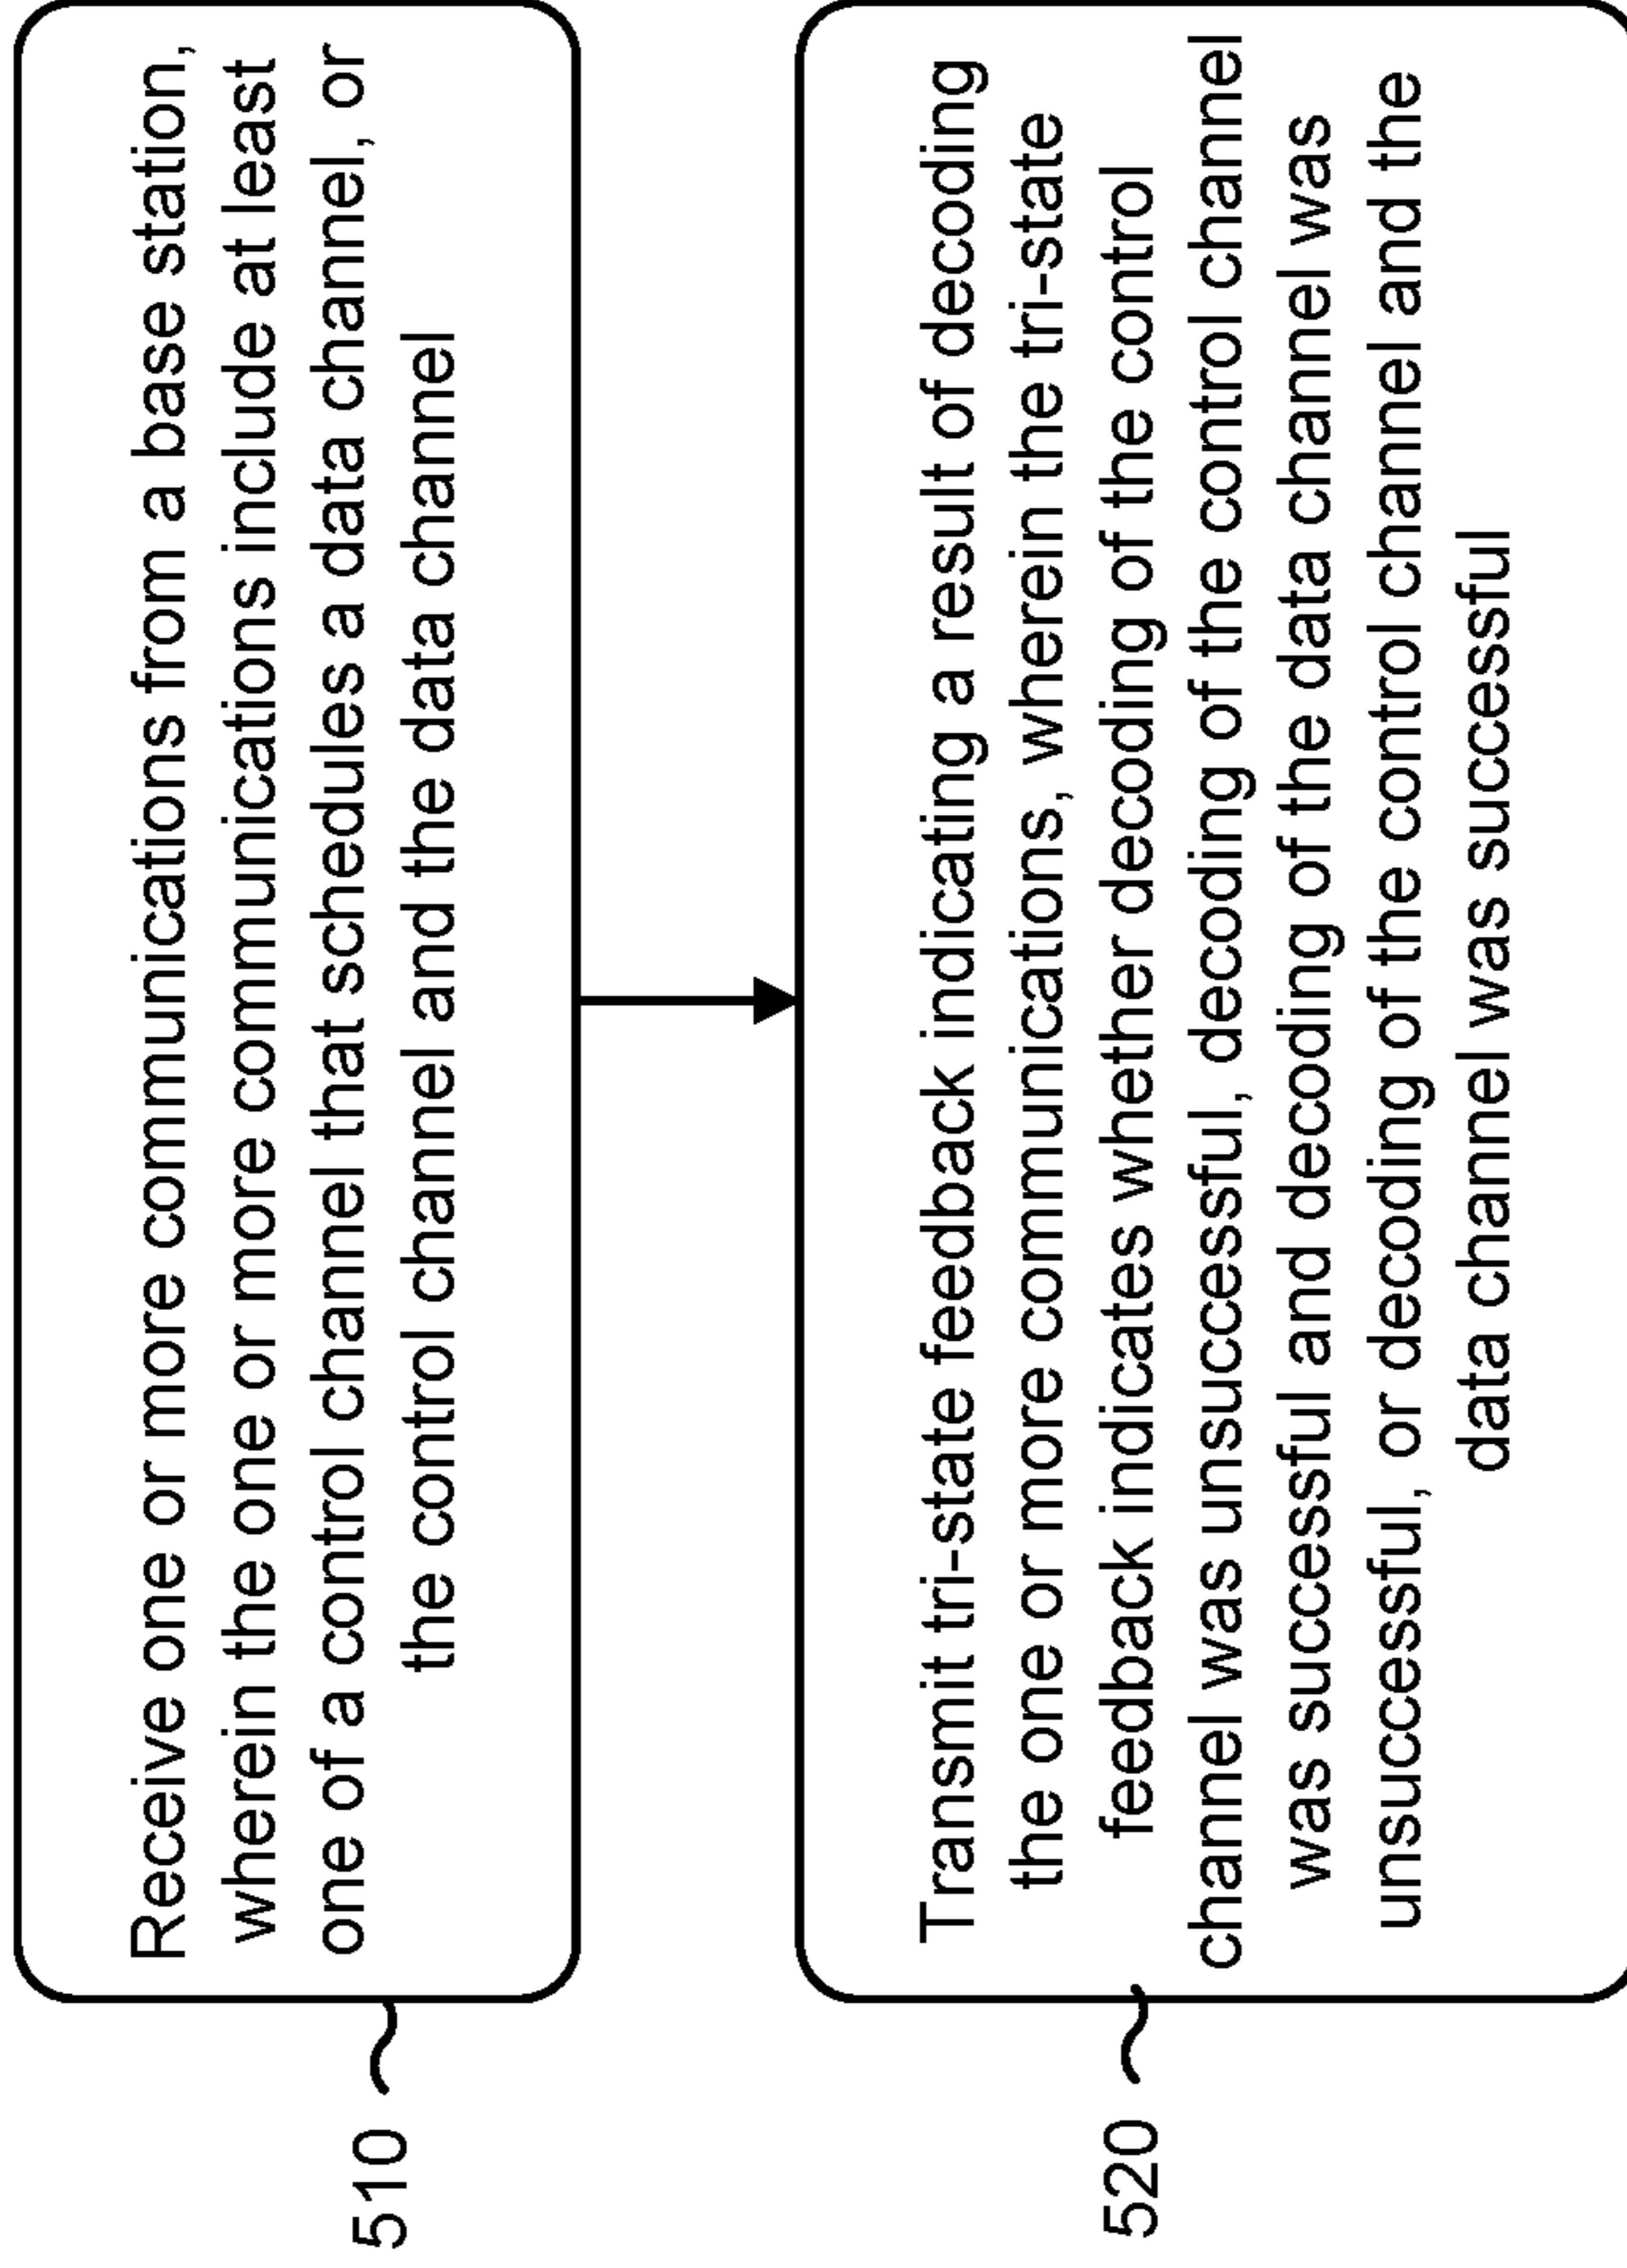 510
Receive one or more communications from a base station,
wherein the one or more communications include at least
one of a control channel that schedules a data channel, or
the control channel and the data channel
520
Transmit tri-state feedback indicating a result of decoding
the one or more communications, wherein the tri-state
feedback indicates whether decoding of the control
channel was unsuccessful, decoding of the control channel
was successful and decoding of the data channel was
unsuccessful, or decoding of the control channel and the
data channel was successful